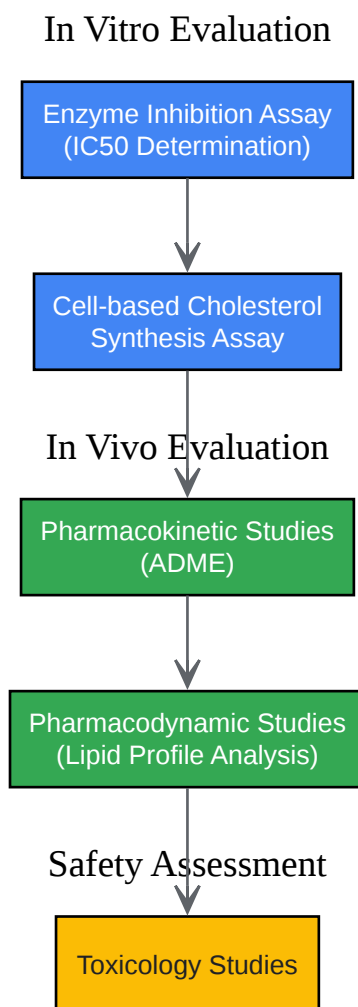 In Vitro Evaluation
Enzyme Inhibition Assay
(IC50 Determination)
Cell-based Cholesterol
Synthesis Assay
In Vivo Evaluation
Pharmacokinetic Studies
(ADME)
Pharmacodynamic Studies
(Lipid Profile Analysis)
Safety Assessment
Toxicology Studies